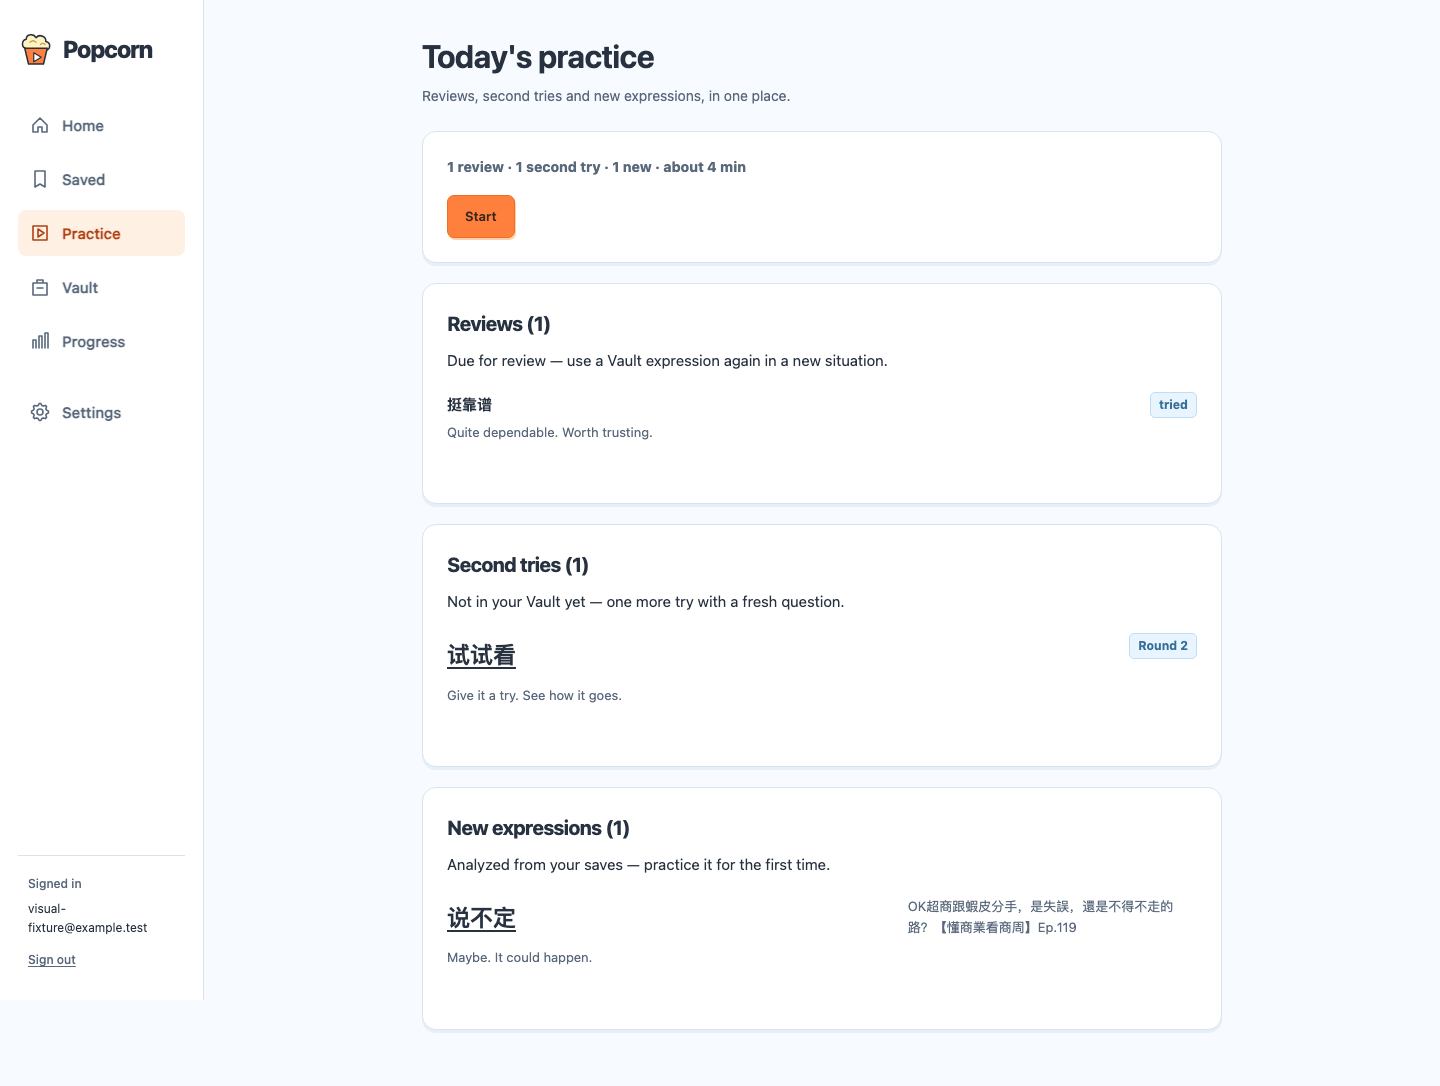 Popcorn
Home
Saved
Practice
Vault
Progress
Settings
Signed in
visual-
fixture@example.test
Sign out
Today's practice
Reviews, second tries and new expressions, in one place.
1 review · 1 second try · 1 new · about 4 min
Start
Reviews (1)
Due for review — use a Vault expression again in a new situation.
挺靠谱
tried
Quite dependable. Worth trusting.
Second tries (1)
Not in your Vault yet — one more try with a fresh question.
试试看
Round 2
Give it a try. See how it goes.
New expressions (1)
Analyzed from your saves — practice it for the first time.
说不定
OK超商跟蝦皮分手，是失誤，還是不得不走的
路？【懂商業看商周】Ep.119
Maybe. It could happen.